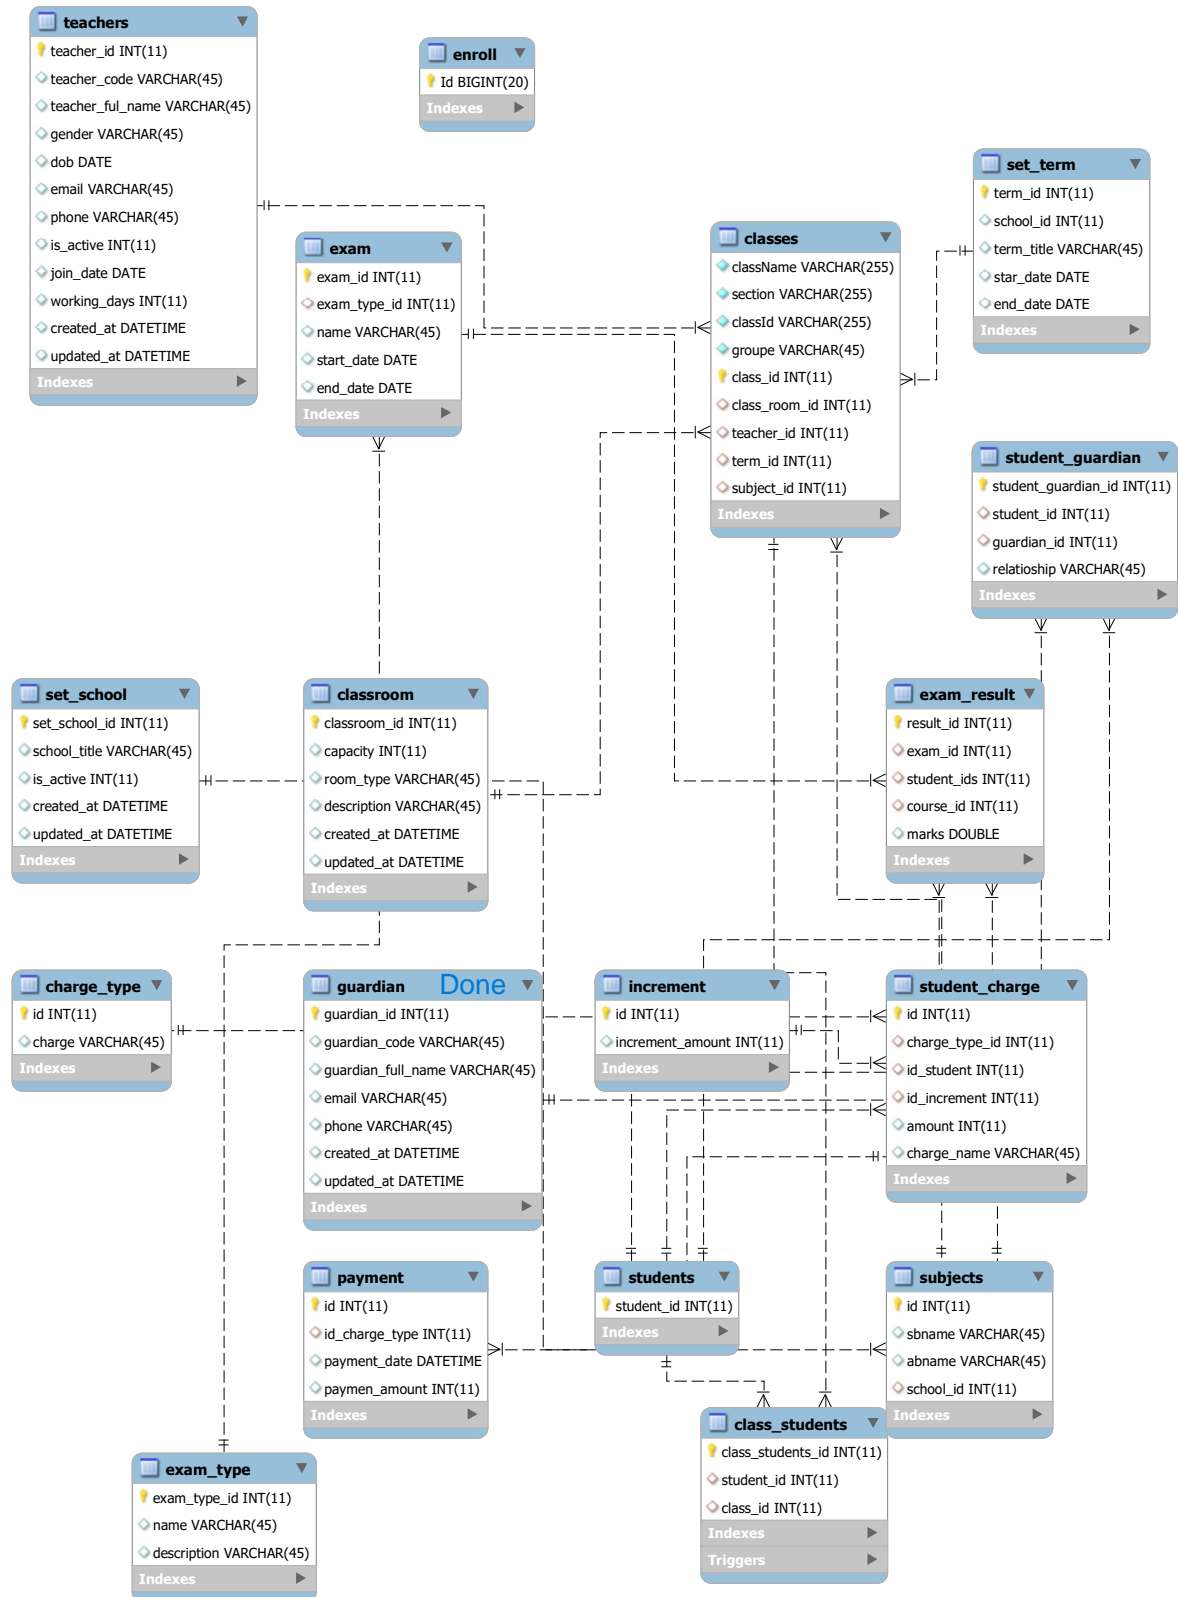 teachers
teacher_id INT(11)
teacher_code VARCHAR(45)
teacher_ful_name VARCHAR(45)
gender VARCHAR(45)
dob DATE
email VARCHAR(45)
phone VARCHAR(45)
is_active INT(11)
join_date DATE
working_days INT(11)
created_at DATETIME
updated_at DATETIME
Indexes
enroll
Id BIGINT(20)
Indexes
set_term
term_id INT(11)
school_id INT(11)
term_title VARCHAR(45)
star_date DATE
end_date DATE
Indexes
exam
exam_id INT(11)
exam_type_id INT(11)
name VARCHAR(45)
start_date DATE
end_date DATE
Indexes
classes
className VARCHAR(255)
section VARCHAR(255)
classId VARCHAR(255)
groupe VARCHAR(45)
class_id INT(11)
class_room_id INT(11)
teacher_id INT(11)
term_id INT(11)
subject_id INT(11)
Indexes
student_guardian
student_guardian_id INT(11)
student_id INT(11)
guardian_id INT(11)
relatioship VARCHAR(45)
Indexes
set_school
set_school_id INT(11)
school_title VARCHAR(45)
is_active INT(11)
created_at DATETIME
updated_at DATETIME
Indexes
classroom
classroom_id INT(11)
capacity INT(11)
room_type VARCHAR(45)
description VARCHAR(45)
created_at DATETIME
updated_at DATETIME
Indexes
exam_result
result_id INT(11)
exam_id INT(11)
student_ids INT(11)
course_id INT(11)
marks DOUBLE
Indexes
charge_type
id INT(11)
charge VARCHAR(45)
Indexes
guardian Done
guardian_id INT(11)
guardian_code VARCHAR(45)
guardian_full_name VARCHAR(45)
email VARCHAR(45)
phone VARCHAR(45)
created_at DATETIME
updated_at DATETIME
Indexes
increment
id INT(11)
increment_amount INT(11)
Indexes
student_charge
id INT(11)
charge_type_id INT(11)
id_student INT(11)
id_increment INT(11)
amount INT(11)
charge_name VARCHAR(45)
Indexes
payment
id INT(11)
id_charge_type INT(11)
payment_date DATETIME
paymen_amount INT(11)
Indexes
students
student_id INT(11)
Indexes
subjects
id INT(11)
sbname VARCHAR(45)
abname VARCHAR(45)
school_id INT(11)
Indexes
class_students
class_students_id INT(11)
student_id INT(11)
class_id INT(11)
Indexes
Triggers
exam_type
exam_type_id INT(11)
name VARCHAR(45)
description VARCHAR(45)
Indexes